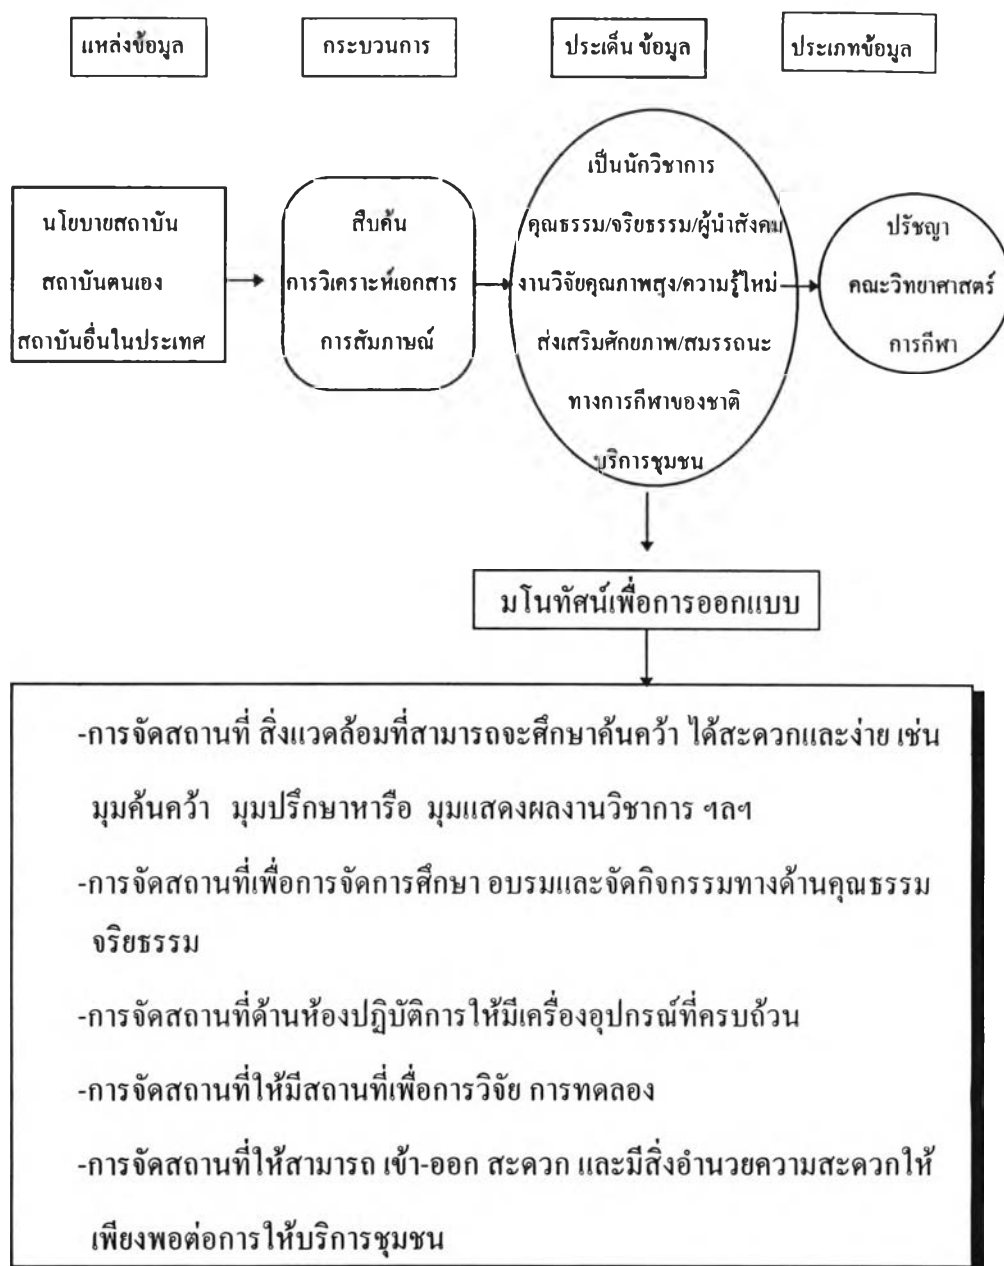 แหล่งข้อมูล
กระบวนการ
ประเด็น ข้อมูล
ประเภทข้อมูล
นโยบายสถาบัน
สถาบันตนเอง
สถาบันอื่นในประเทศ
สืบค้น
การวิเคราะห์เอกสาร
การสัมภาษณ์
เป็นนักวิชาการ
คุณธรรม/จริยธรรม/ผู้นำสังคม
งานวิจัยคุณภาพสูง/ความรู้ใหม่
ส่งเสริมศักยภาพ/สมรรถนะ
ทางการกีฬาของชาติ
บริการชุมชน
ปรัชญา
คณะวิทยาศาสตร์
การกีฬา
มโนทัศน์เพื่อการออกแบบ
-การจัดสถานที่ สิ่งแวดล้อมที่สามารถจะศึกษาค้นคว้า ได้สะดวกและง่าย เช่น
มุมค้นคว้า มุมปรึกษาหารือ มุมแสดงผลงานวิชาการ ฯลฯ
-การจัดสถานที่เพื่อการจัดการศึกษา อบรมและจัดกิจกรรมทางด้านคุณธรรม
จริยธรรม
-การจัดสถานที่ด้านห้องปฏิบัติการให้มีเครื่องอุปกรณ์ที่ครบถ้วน
-การจัดสถานที่ให้มีสถานที่เพื่อการวิจัย การทดลอง
-การจัดสถานที่ให้สามารถ เข้า-ออก สะดวก และมีสิ่งอำนวยความสะดวกให้
เพียงพอต่อการให้บริการชุมชน